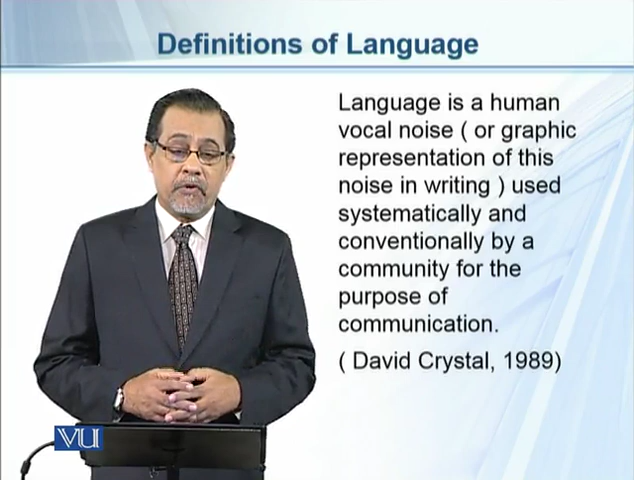 Definitions of Language
Language is a human
vocal noise ( or graphic
representation of this
noise in writing ) used
systematically and
conventionally by a
community for the
purpose of
communication.
( David Crystal, 1989)
VU